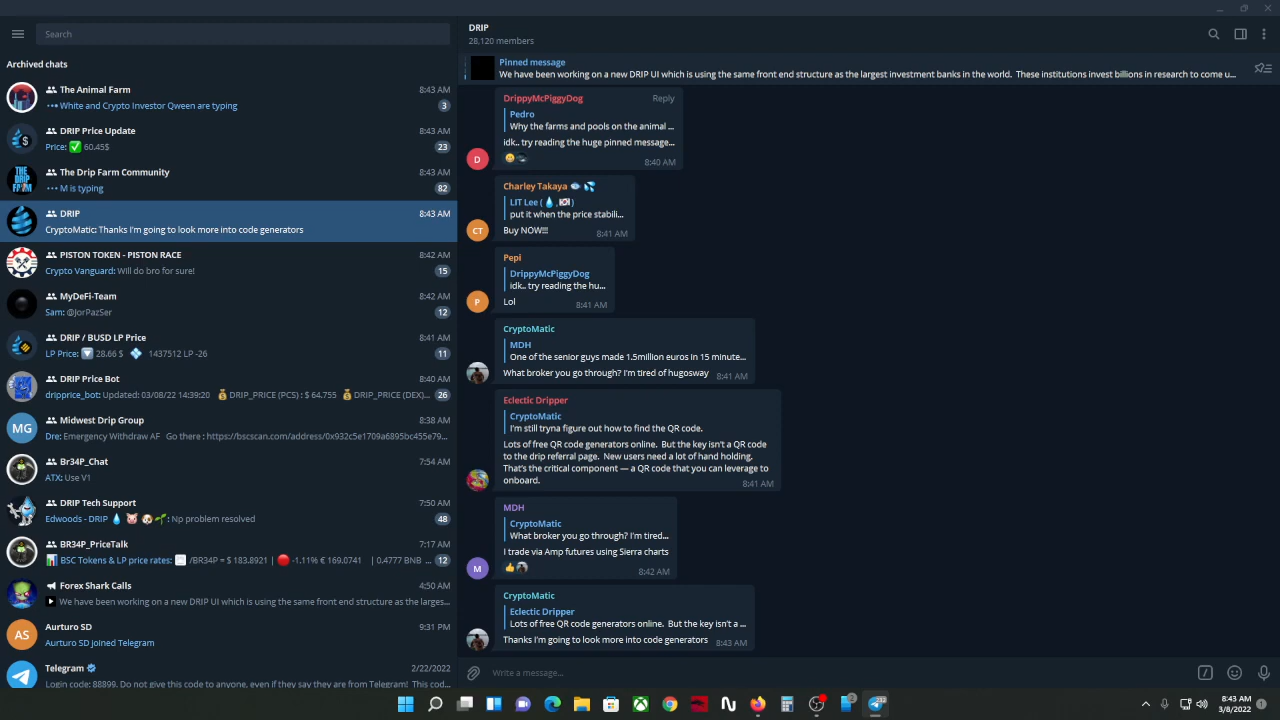 Search
Archived chats
The Animal Farm 8:43 AM
White and Crypto Investor Qween are typing 3
DRIP Price Update 8:43 AM
Price: ✅ 60.45$ 23
The Drip Farm Community 8:43 AM
M is typing 82
DRIP 8:43 AM
CryptoMatic: Thanks I'm going to look more into code generators
PISTON TOKEN - PISTON RACE 8:42 AM
Crypto Vanguard: Will do bro for sure! 15
MyDeFi-Team 8:42 AM
Sam: @JorPazSer 12
DRIP / BUSD LP Price 8:41 AM
LP Price: 🔽 28.66 $ 💠 1437512 LP -26 11
DRIP Price Bot 8:40 AM
dripprice_bot: Updated: 03/08/22 14:39:20 💰DRIP_PRICE (PCS) : $ 64.755 💰DRIP_PRICE (DEX)... 26
MG
Midwest Drip Group 8:38 AM
Dre: Emergency Withdraw AF Go there : https://bscscan.com/address/0x932c5e1709a6895bc455e79...
Br34P_Chat 7:54 AM
ATX: Use V1
DRIP Tech Support 7:50 AM
Edwoods - DRIP 💧 🐷 🐶🌱: Np problem resolved 48
BR34P_PriceTalk 7:17 AM
📊 BSC Tokens & LP price rates: /BR34P = $ 183.8921 | 🔴 -1.11% € 169.0741 | 0.4777 BNB ... 12
Forex Shark Calls 4:50 AM
We have been working on a new DRIP UI which is using the same front end structure as the larges...
AS
Aurturo SD 9:31 PM
Aurturo SD joined Telegram
Telegram 2/22/2022
Login code: 88899. Do not give this code to anyone, even if they say they are from Telegram! This cod...
DRIP
28,120 members
Pinned message
We have been working on a new DRIP UI which is using the same front end structure as the largest investment banks in the world. These institutions invest billions in research to come u...
DrippyMcPiggyDog Reply
Pedro
Why the farms and pools on the animal ...
idk.. try reading the huge pinned message...
D
8:40 AM
Charley Takaya 🐟 💦
LIT Lee ( 💧,🇰🇷)
put it when the price stabili...
Buy NOW!!! 8:41 AM
CT
Pepi
DrippyMcPiggyDog
idk.. try reading the hu...
Lol 8:41 AM
P
CryptoMatic
MDH
One of the senior guys made 1.5million euros in 15 minute...
What broker you go through? I'm tired of hugosway 8:41 AM
Eclectic Dripper
CryptoMatic
I'm still tryna figure out how to find the QR code.
Lots of free QR code generators online. But the key isn't a QR code
to the drip referral page. New users need a lot of hand holding.
That's the critical component — a QR code that you can leverage to
onboard. 8:41 AM
MDH
CryptoMatic
What broker you go through? I'm tired...
I trade via Amp futures using Sierra charts
M
👍 8:42 AM
CryptoMatic
Eclectic Dripper
Lots of free QR code generators online. But the key isn't a ...
Thanks I'm going to look more into code generators 8:43 AM
Write a message...
8:43 AM
3/8/2022